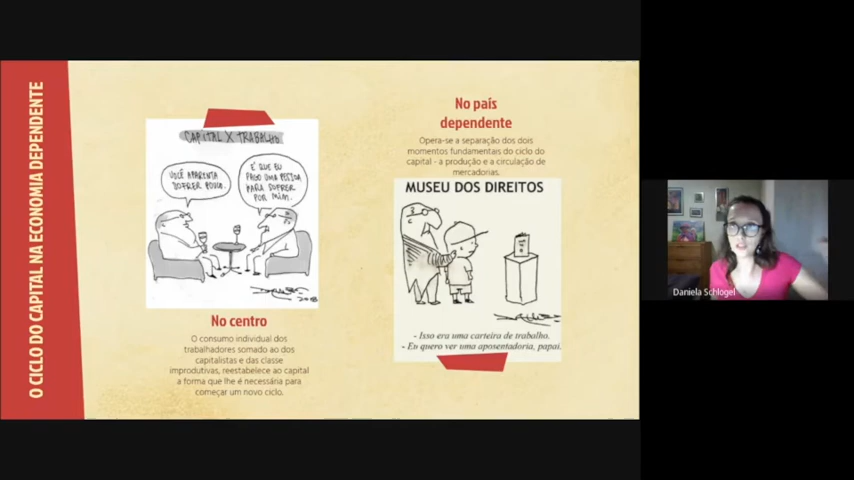 O CICLO DO CAPITAL NA ECONOMIA DEPENDENTE
CAPITAL X TRABALHO
VOCÊ APARENTA
SOFRER POUCO.
É QUE EU
PAGO UMA PESSOA
PARA SOFRER
POR MIM.
2018
No centro
O consumo individual dos
trabalhadores somado ao dos
capitalistas e das classe
improdutivas, reestabelece ao capital
a forma que lhe é necessária para
começar um novo ciclo.
No país
dependente
Opera-se a separação dos dois
momentos fundamentais do ciclo do
capital - a produção e a circulação de
mercadorias.
MUSEU DOS DIREITOS
- Isso era uma carteira de trabalho.
- Eu quero ver uma aposentadoria, papai.
Daniela Schlogel